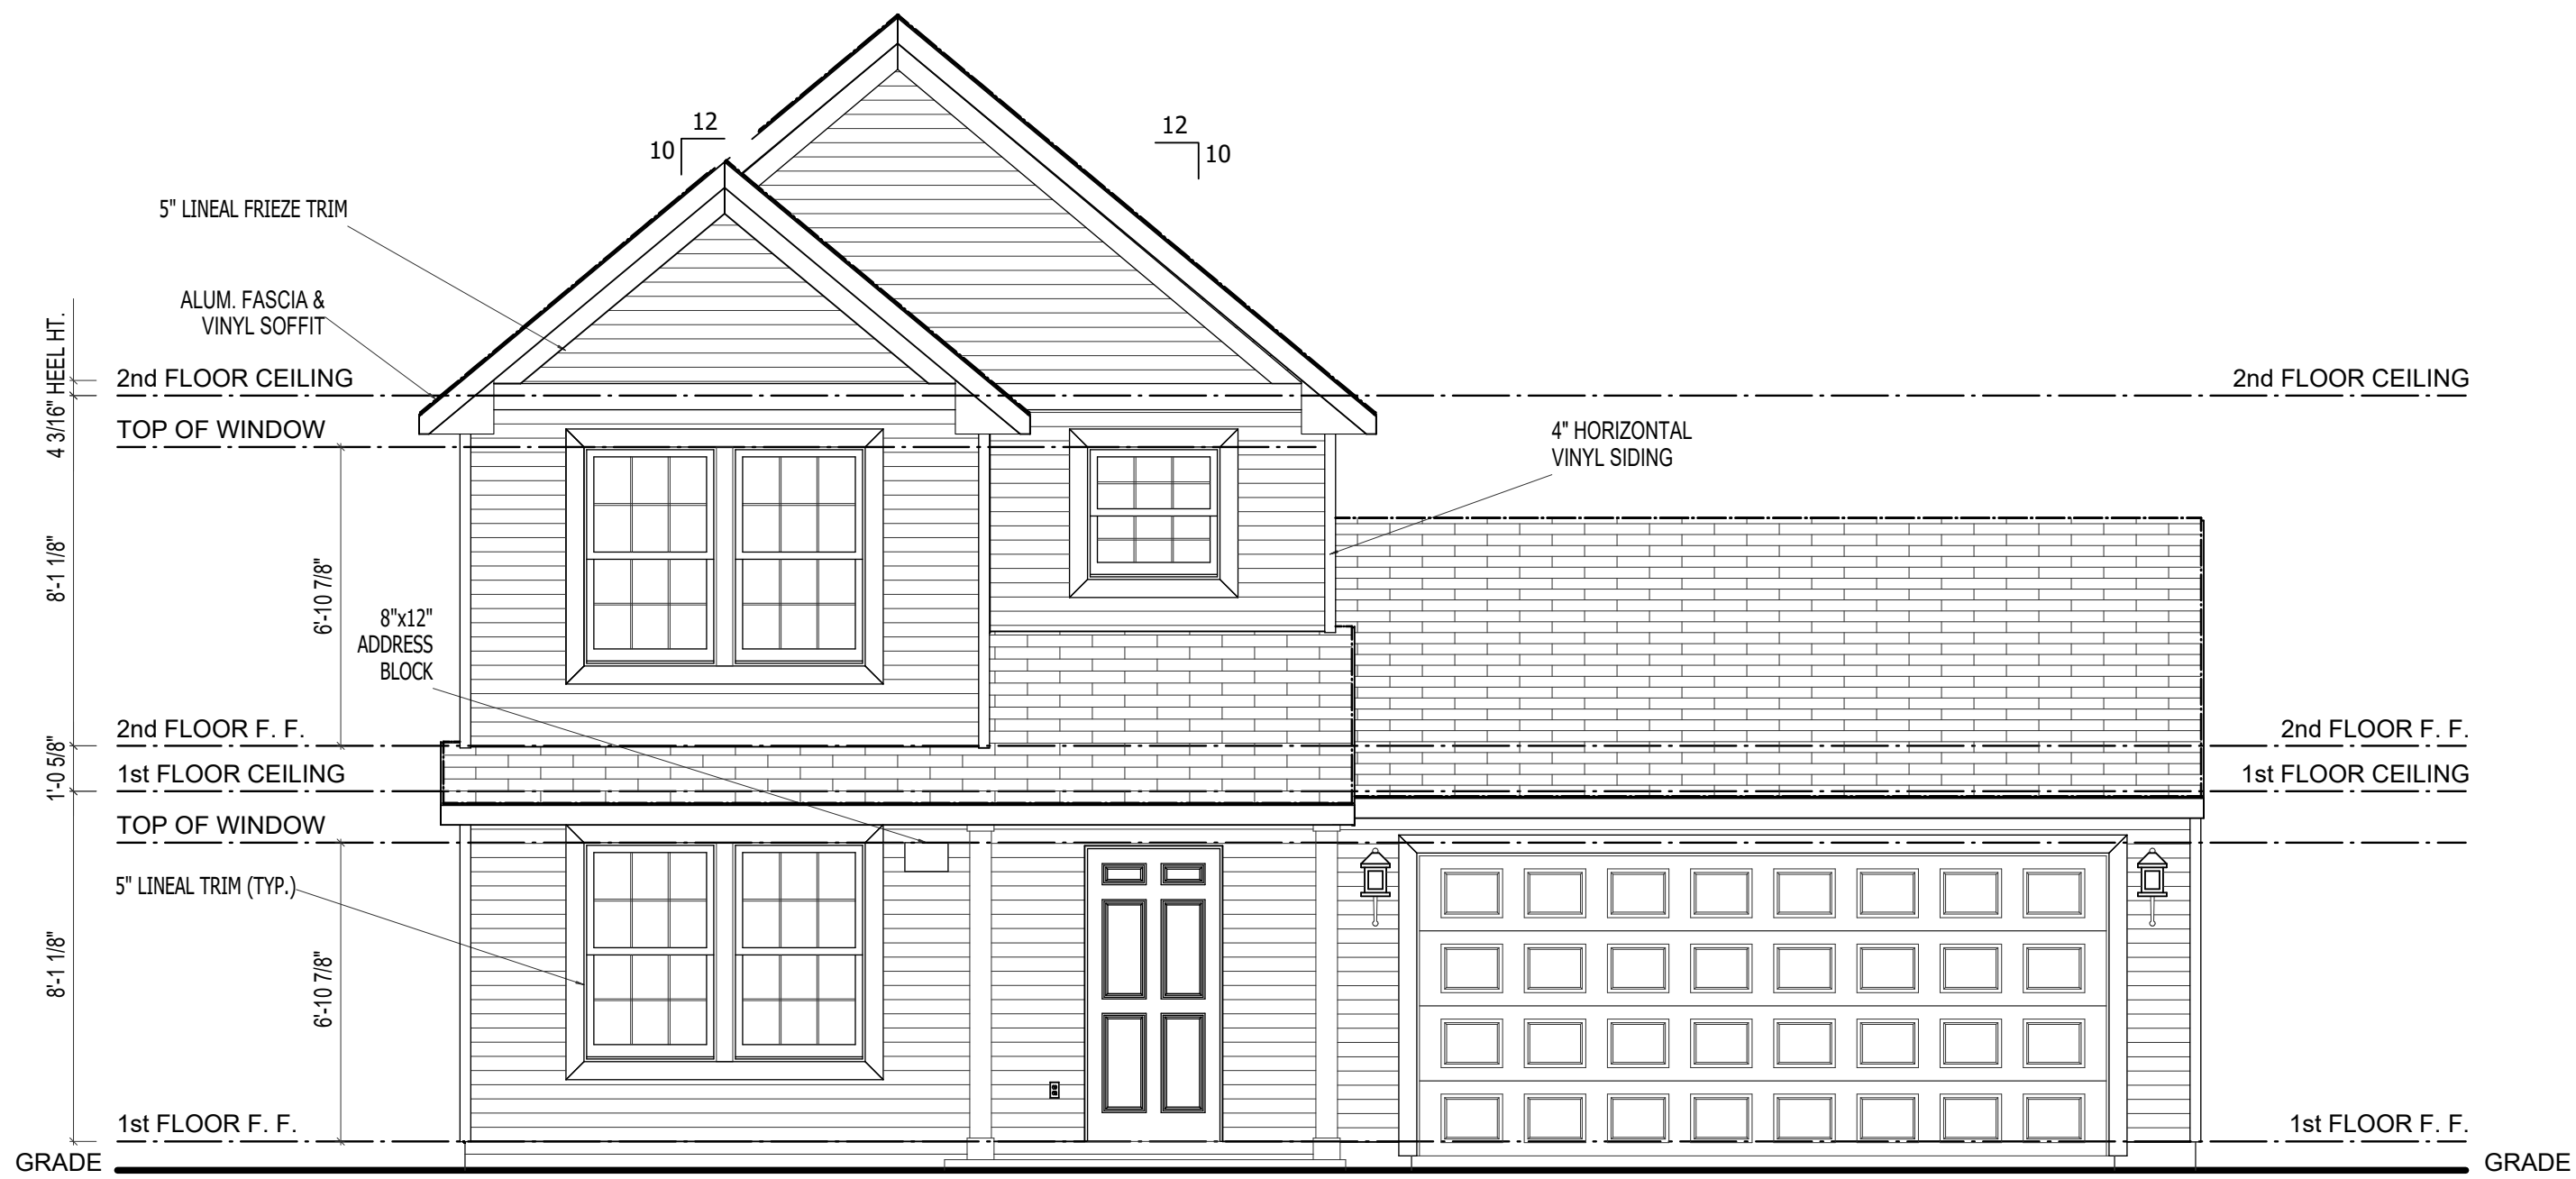 12
10
12
10
5" LINEAL FRIEZE TRIM
ALUM. FASCIA &
VINYL SOFFIT
4 3/16" HEEL HT.
2nd FLOOR CEILING
2nd FLOOR CEILING
TOP OF WINDOW
4" HORIZONTAL
VINYL SIDING
8'-1 1/8"
6'-10 7/8"
8"x12"
ADDRESS
BLOCK
2nd FLOOR F. F.
2nd FLOOR F. F.
1'-0 5/8"
1st FLOOR CEILING
1st FLOOR CEILING
TOP OF WINDOW
5" LINEAL TRIM (TYP.)
8'-1 1/8"
6'-10 7/8"
1st FLOOR F. F.
1st FLOOR F. F.
GRADE
GRADE